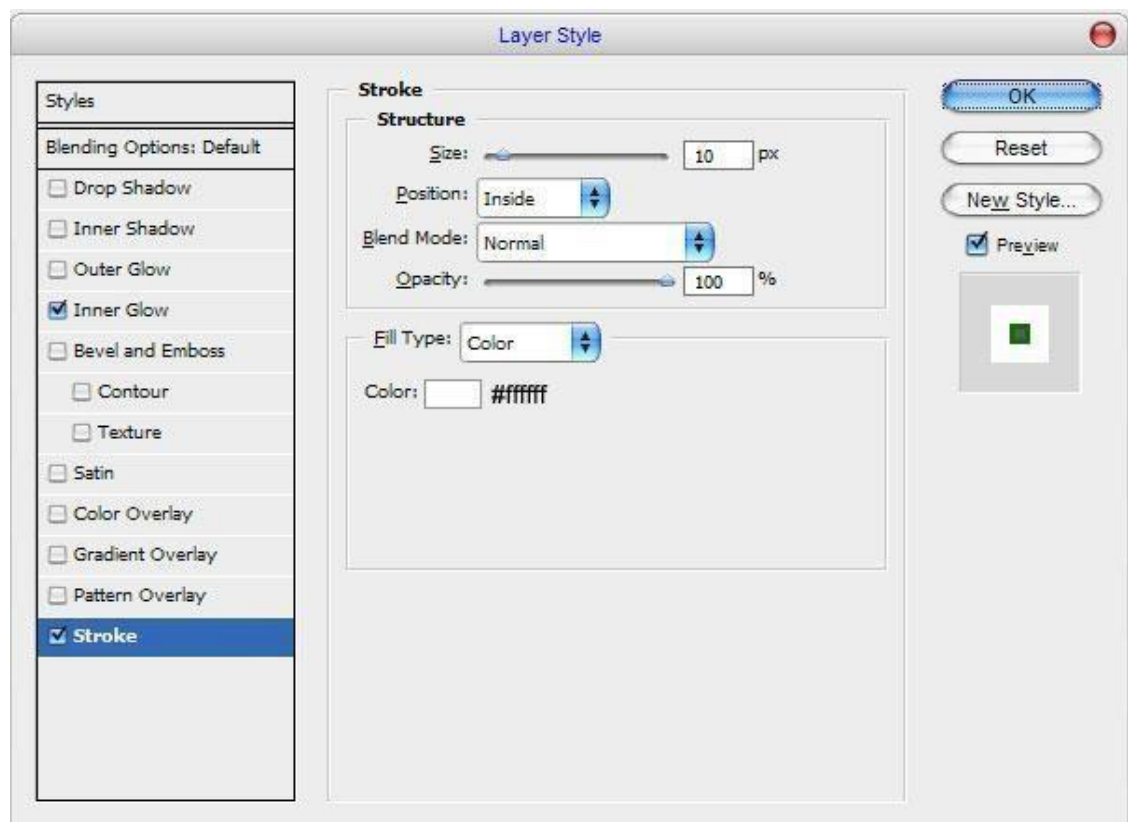 Layer Style
Styles
Blending Options: Default
Drop Shadow
Inner Shadow
Outer Glow
Inner Glow
Bevel and Emboss
Contour
Texture
Satin
Color Overlay
Gradient Overlay
Pattern Overlay
Stroke
Stroke
Structure
Size: 10 px
Position: Inside
Blend Mode: Normal
Opacity: 100 %
Fill Type: Color
Color: #ffffff
OK
Reset
New Style...
Preview